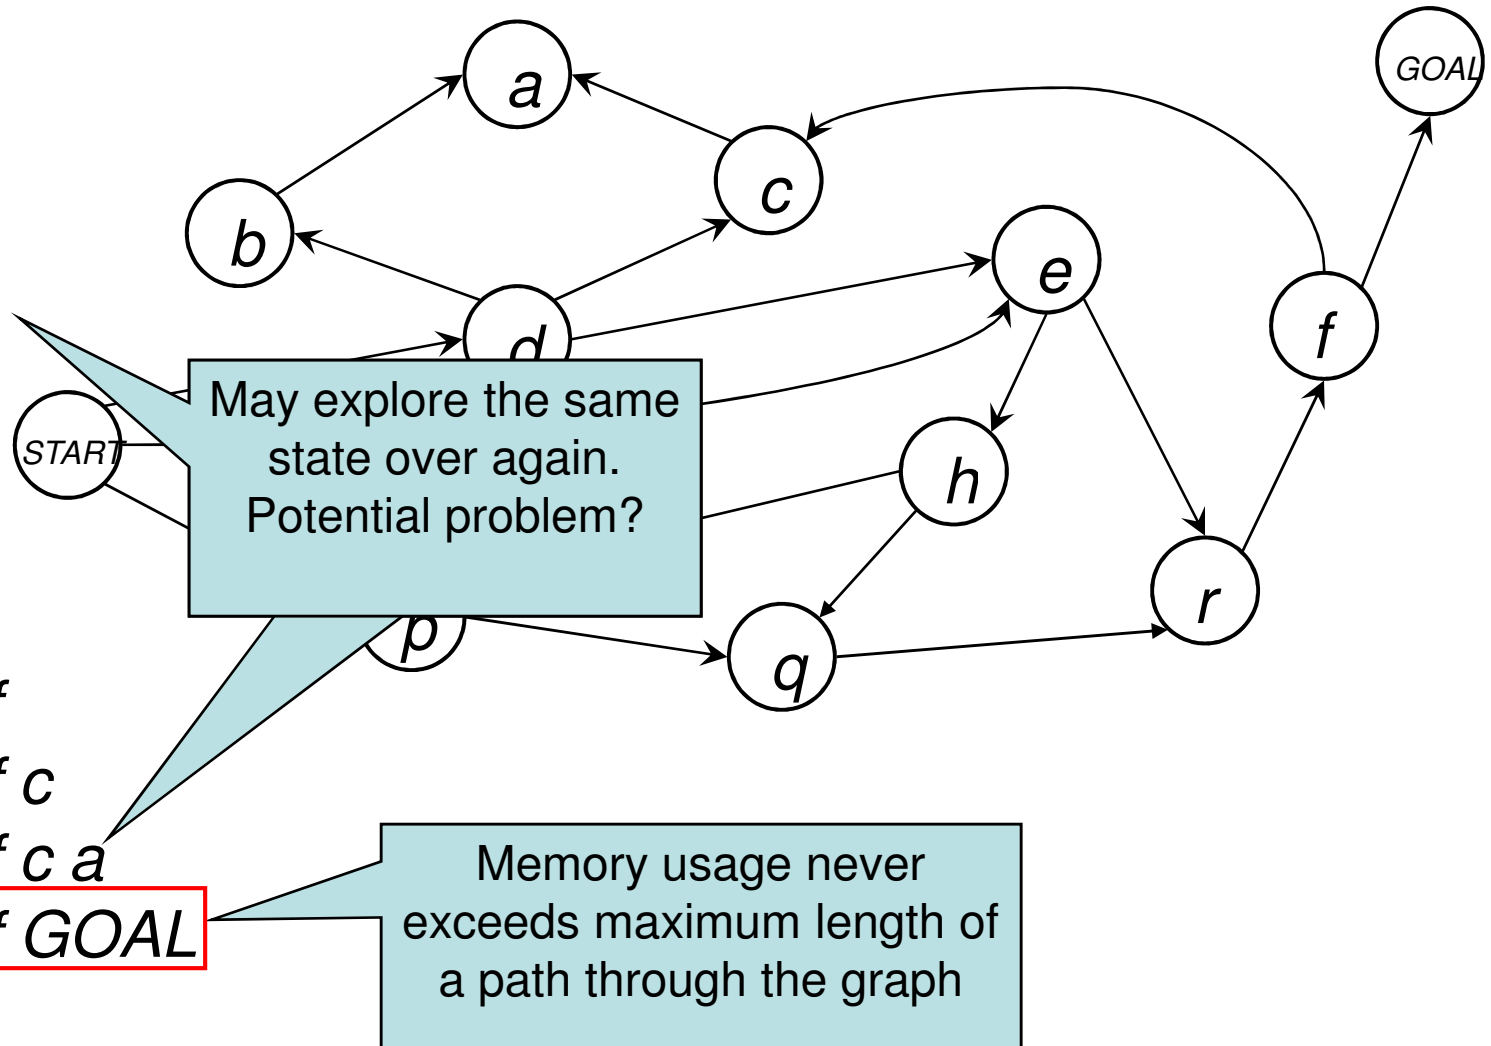 GOAL
a
c
b
e
d
f
START
May explore the same
state over again.
Potential problem?
h
r
p
q
f
f c
f c a
f GOAL
Memory usage never
exceeds maximum length of
a path through the graph